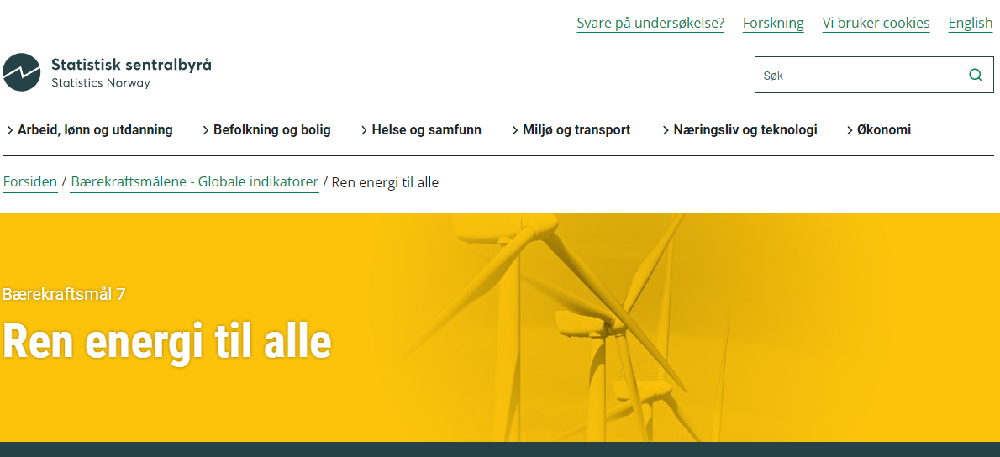 Svare på undersøkelse? Forskning Vi bruker cookies English
Statistisk sentralbyrå
Statistics Norway
Søk
Arbeid, lønn og utdanning Befolkning og bolig Helse og samfunn Miljø og transport Næringsliv og teknologi Økonomi
Forsiden / Bærekraftsmålene - Globale indikatorer / Ren energi til alle
Bærekraftsmål 7
Ren energi til alle